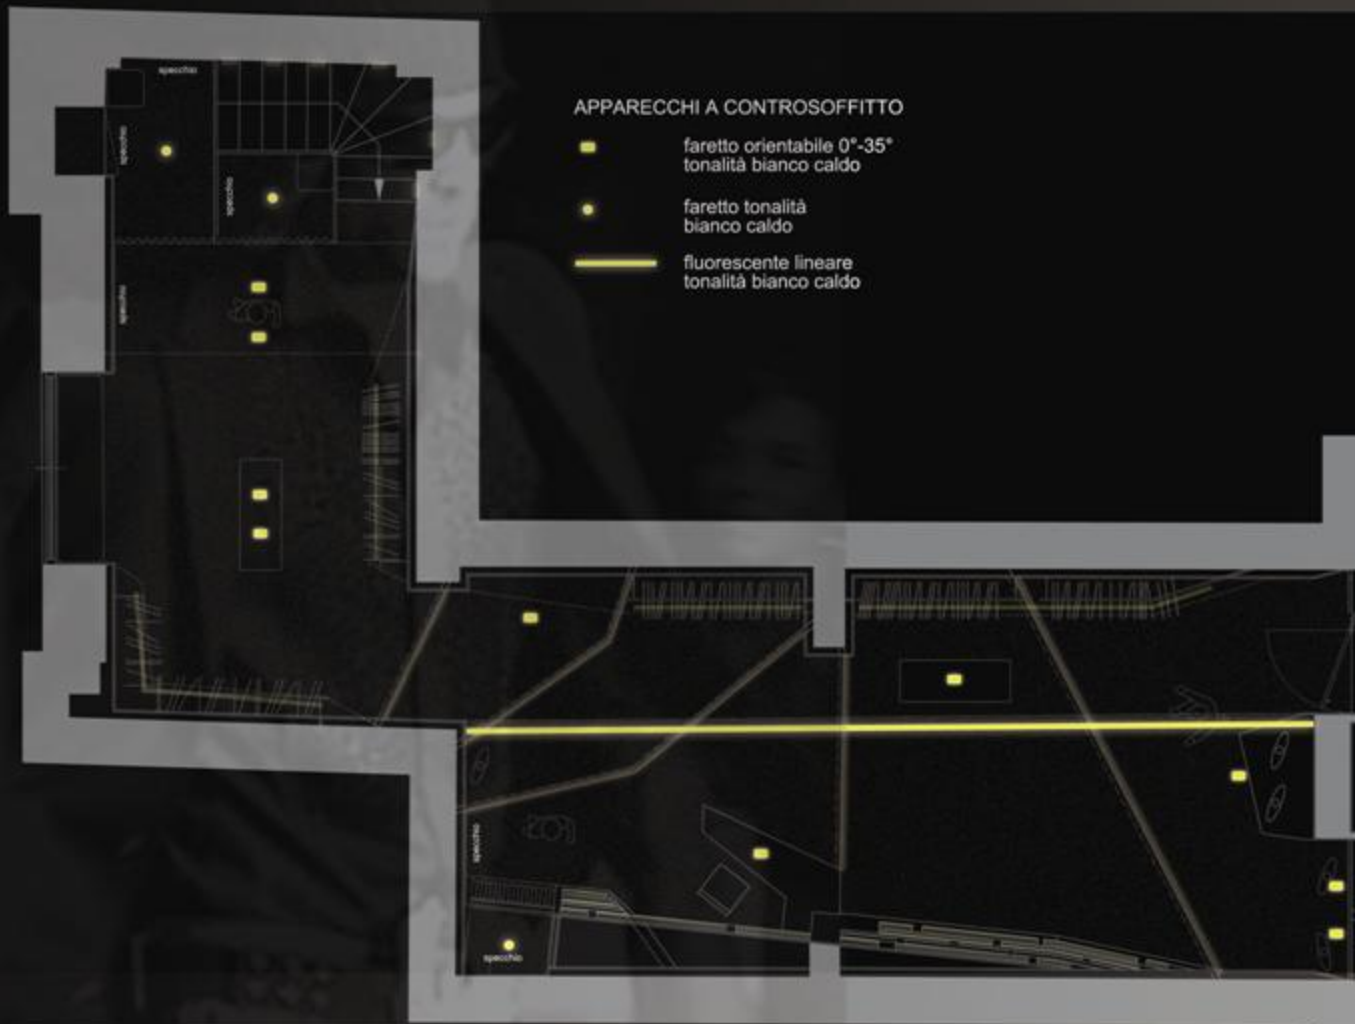 specchio
specchio
specchio
specchio
APPARECCHI A CONTROSOFFITTO
faretto orientabile 0°-35°
tonalità bianco caldo
faretto tonalità
bianco caldo
fluorescente lineare
tonalità bianco caldo
specchio
specchio